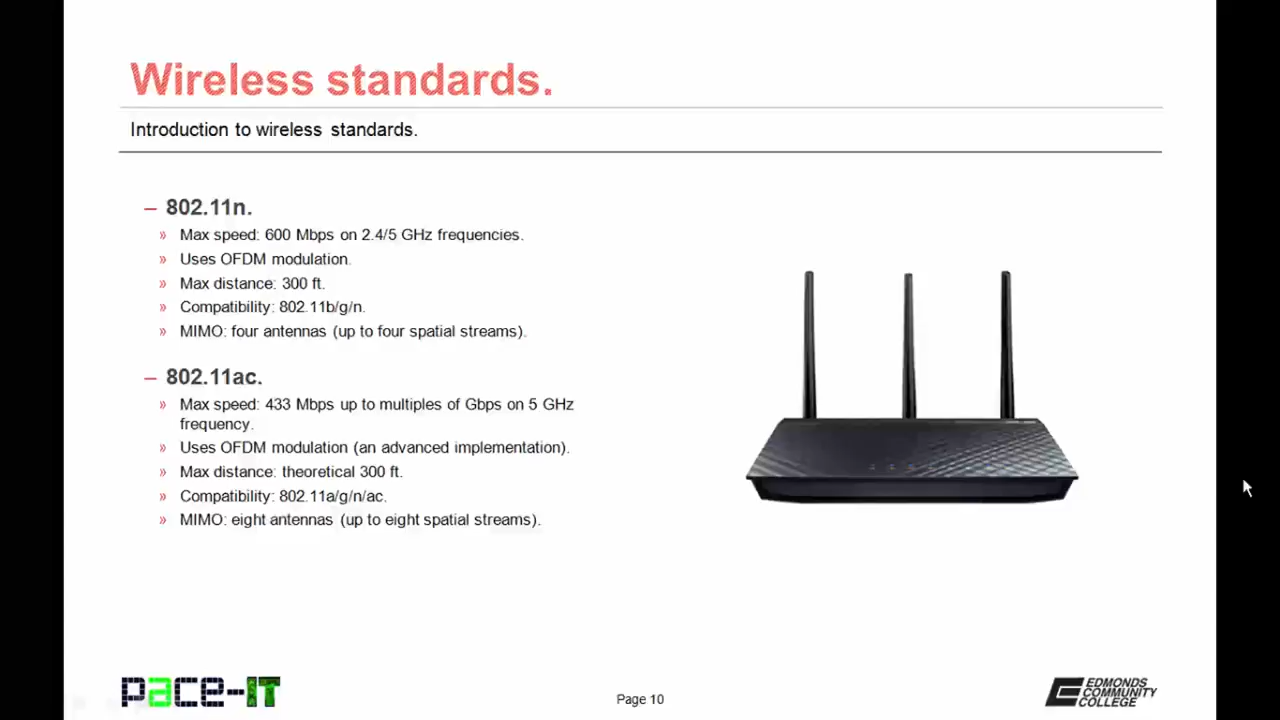 Wireless standards.
Introduction to wireless standards.
– 802.11n.
» Max speed: 600 Mbps on 2.4/5 GHz frequencies.
» Uses OFDM modulation.
» Max distance: 300 ft.
» Compatibility: 802.11b/g/n.
» MIMO: four antennas (up to four spatial streams).
– 802.11ac.
» Max speed: 433 Mbps up to multiples of Gbps on 5 GHz
frequency.
» Uses OFDM modulation (an advanced implementation).
» Max distance: theoretical 300 ft.
» Compatibility: 802.11a/g/n/ac.
» MIMO: eight antennas (up to eight spatial streams).
pace-IT
Page 10
EDMONDS
COMMUNITY
COLLEGE